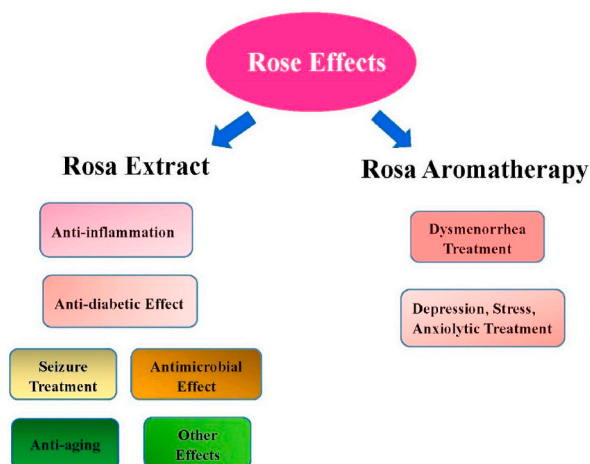 Rose Effects
Rosa Extract
Anti-inflammation
Anti-diabetic Effect
Seizure
Treatment
Antimicrobial
Effect
Anti-aging
Other
Effects
Rosa Aromatherapy
Dysmenorrhea
Treatment
Depression, Stress,
Anxiolytic Treatment